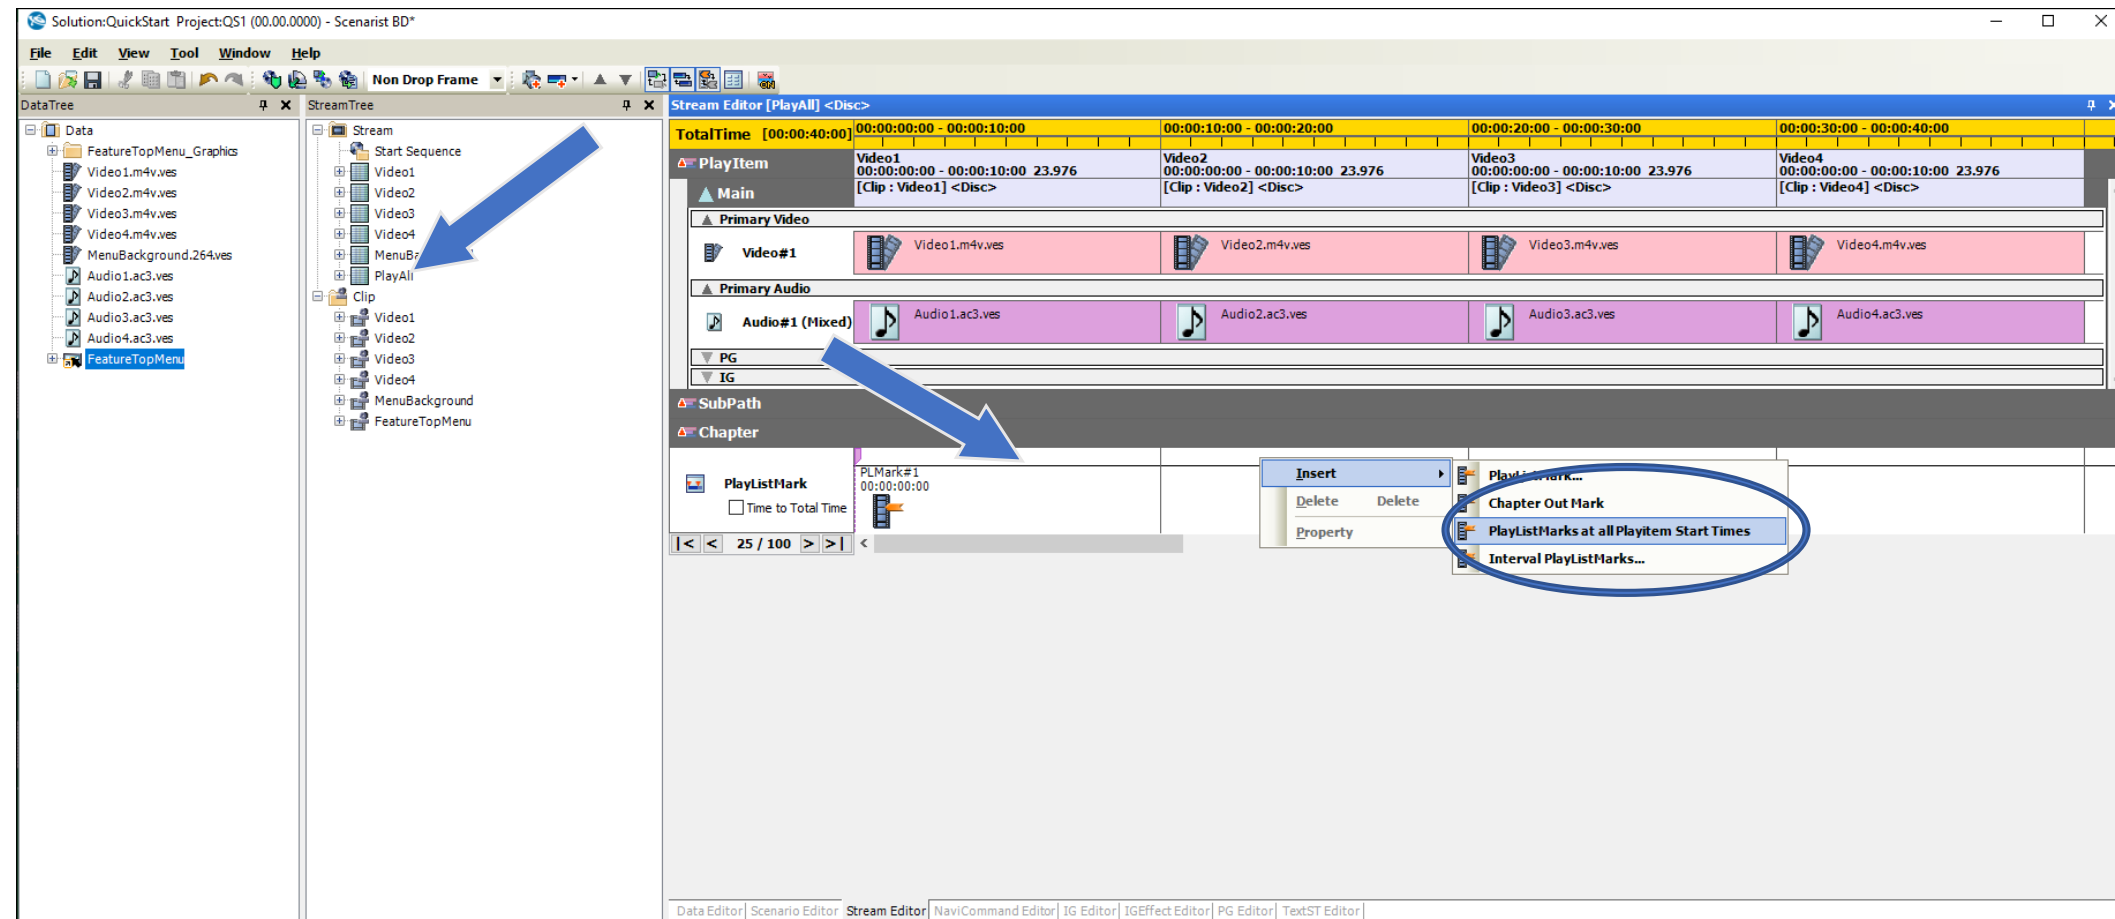 Solution:QuickStart Project:QS1 (00.00.0000) - Scenarist BD*
File Edit View Tool Window Help
Non Drop Frame
DataTree
Data
FeatureTopMenu_Graphics
Video1.m4v.ves
Video2.m4v.ves
Video3.m4v.ves
Video4.m4v.ves
MenuBackground.264.ves
Audio1.ac3.ves
Audio2.ac3.ves
Audio3.ac3.ves
Audio4.ac3.ves
FeatureTopMenu
StreamTree
Stream
Start Sequence
Video1
Video2
Video3
Video4
PlayAll
Clip
Video1
Video2
Video3
Video4
MenuBackground
FeatureTopMenu
Stream Editor [PlayAll] <Disc>
TotalTime [00:00:40:00] 00:00:00:00 - 00:00:10:00 00:00:10:00 - 00:00:20:00 00:00:20:00 - 00:00:30:00 00:00:30:00 - 00:00:40:00
PlayItem
Video1 Video2 Video3 Video4
00:00:00:00 - 00:00:10:00 23.976 00:00:00:00 - 00:00:10:00 23.976 00:00:00:00 - 00:00:10:00 23.976 00:00:00:00 - 00:00:10:00 23.976
Main [Clip : Video1] <Disc> [Clip : Video2] <Disc> [Clip : Video3] <Disc> [Clip : Video4] <Disc>
Primary Video
Video#1 Video1.m4v.ves Video2.m4v.ves Video3.m4v.ves Video4.m4v.ves
Primary Audio
Audio#1 (Mixed) Audio1.ac3.ves Audio2.ac3.ves Audio3.ac3.ves Audio4.ac3.ves
PG
IG
SubPath
Chapter
PlayListMark
Time to Total Time
PLMark#1
00:00:00:00
25 / 100
Insert
Delete Delete
Property
Chapter Out Mark
PlayListMarks at all Playitem Start Times
Interval PlayListMarks...
Data Editor Scenario Editor Stream Editor NaviCommand Editor IG Editor IGEffect Editor PG Editor TextST Editor